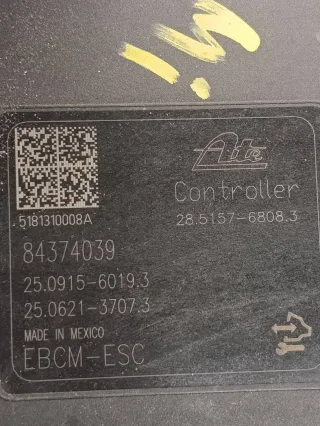 Ate
Controller
5181310008A
28.5157-6808.3
84374039
25.0915-6019.3
25.0621-3707.3
MADE IN MEXICO
EBCM-ESC